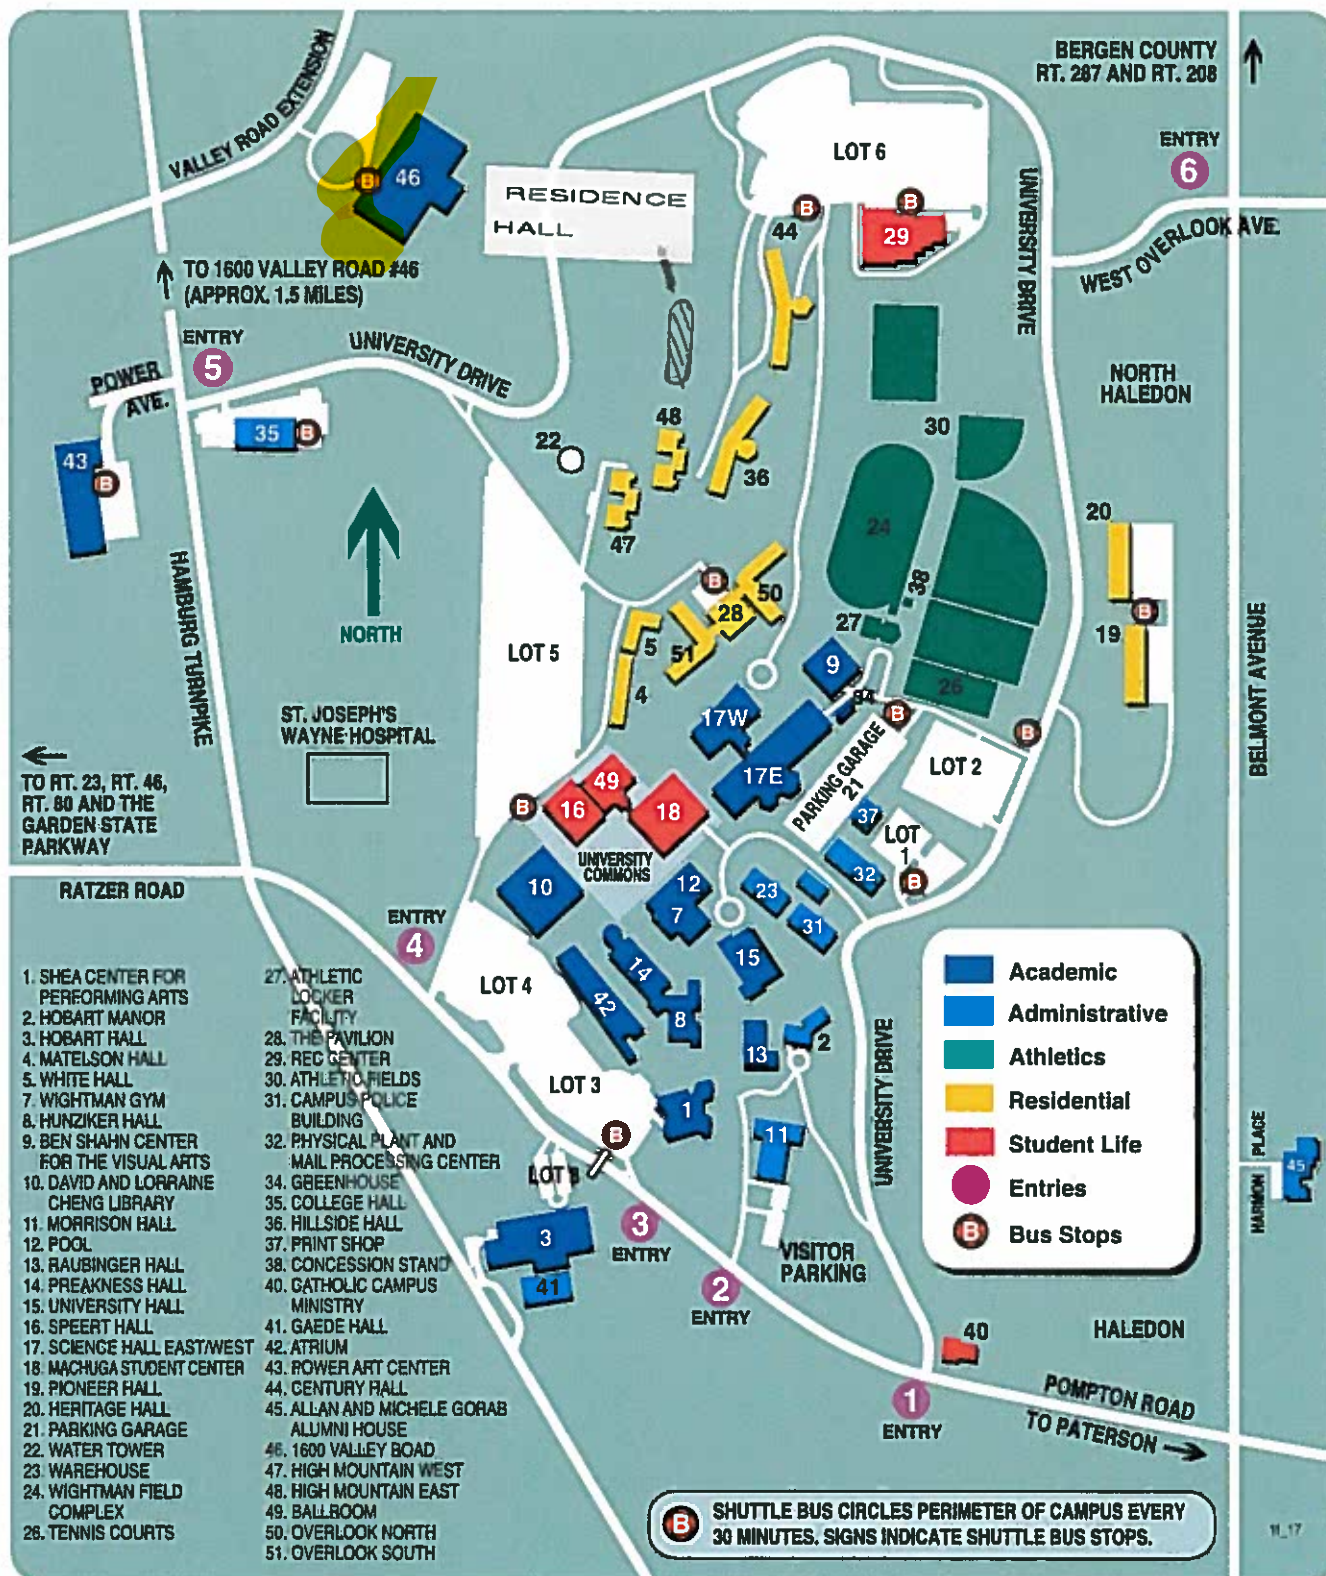 BERGEN COUNTY
RT. 287 AND RT. 208
VALLEY ROAD EXTENSION
B
46
RESIDENCE
HALL
LOT 6
ENTRY
6
UNIVERSITY DRIVE
WEST OVERLOOK AVE.
B
B
44
29
TO 1600 VALLEY ROAD #46
(APPROX. 1.5 MILES)
ENTRY
5
UNIVERSITY DRIVE
POWER
AVE.
35
B
43
B
NORTH
HALEDON
48
22
36
47
30
24
20
HAMBURG TURNPIKE
NORTH
B
50
28
38
27
B
19
BELMONT AVENUE
LOT 5
5
51
4
9
26
34
B
B
17W
ST. JOSEPH'S
WAYNE HOSPITAL
TO RT. 23, RT. 46,
RT. 80 AND THE
GARDEN STATE
PARKWAY
49
16
18
B
17E
PARKING GARAGE
21
LOT 2
37
LOT
1
32
B
UNIVERSITY
COMMONS
10
12
7
23
31
RATZER ROAD
ENTRY
4
LOT 4
14
42
8
15
13
2
LOT 3
1
11
B
LOT
3
41
3
ENTRY
2
ENTRY
VISITOR
PARKING
UNIVERSITY DRIVE
Academic
Administrative
Athletics
Residential
Student Life
Entries
B
Bus Stops
HARMON PLACE
45
HALEDON
40
1
ENTRY
POMPTON ROAD
TO PATERSON
1. SHEA CENTER FOR
PERFORMING ARTS
2. HOBART MANOR
3. HOBART HALL
4. MATELSON HALL
5. WHITE HALL
7. WIGHTMAN GYM
8. HUNZIKER HALL
9. BEN SHAHN CENTER
FOR THE VISUAL ARTS
10. DAVID AND LORRAINE
CHENG LIBRARY
11. MORRISON HALL
12. POOL
13. RAUBINGER HALL
14. PREAKNESS HALL
15. UNIVERSITY HALL
16. SPEERT HALL
17. SCIENCE HALL EAST/WEST
18. MACHUGA STUDENT CENTER
19. PIONEER HALL
20. HERITAGE HALL
21. PARKING GARAGE
22. WATER TOWER
23. WAREHOUSE
24. WIGHTMAN FIELD
COMPLEX
26. TENNIS COURTS
27. ATHLETIC
LOCKER
FACILITY
28. THE PAVILION
29. REC CENTER
30. ATHLETIC FIELDS
31. CAMPUS POLICE
BUILDING
32. PHYSICAL PLANT AND
MAIL PROCESSING CENTER
34. GREENHOUSE
35. COLLEGE HALL
36. HILLSIDE HALL
37. PRINT SHOP
38. CONCESSION STAND
40. CATHOLIC CAMPUS
MINISTRY
41. GAEDE HALL
42. ATRIUM
43. POWER ART CENTER
44. CENTURY HALL
45. ALLAN AND MICHELE GORAB
ALUMNI HOUSE
46. 1600 VALLEY ROAD
47. HIGH MOUNTAIN WEST
48. HIGH MOUNTAIN EAST
49. BALLROOM
50. OVERLOOK NORTH
51. OVERLOOK SOUTH
B
SHUTTLE BUS CIRCLES PERIMETER OF CAMPUS EVERY
30 MINUTES. SIGNS INDICATE SHUTTLE BUS STOPS.
11_17